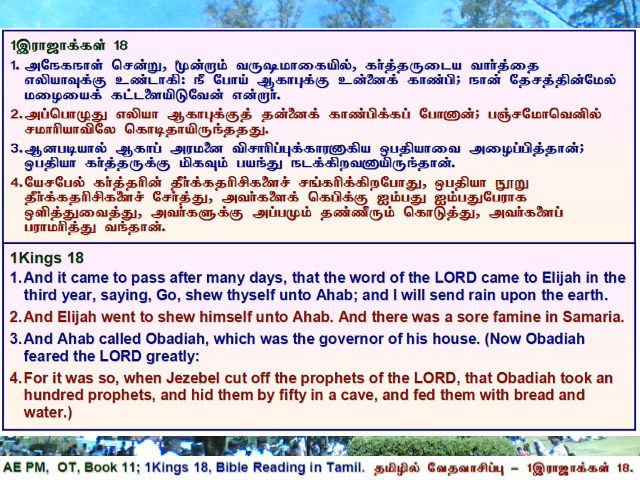 1இராஜாக்கள் 18
1. அநேகநாள் சென்று, மூன்றாம் வருஷமாகையில், கர்த்தருடைய வார்த்தை
எலியாவுக்கு உண்டாகி: நீ போய் ஆகாபுக்கு உன்னைக் காண்பி; நான் தேசத்தின்மேல்
மழையைக் கட்டளையிடுவேன் என்றார்.
2. அப்பொழுது எலியா ஆகாபுக்குத் தன்னைக் காண்பிக்கப் போனான்; பஞ்சமோவெனில்
சமாரியாவிலே கொடிதாயிருந்ததது.
3. ஆனபடியால் ஆகாப் அரமனை விசாரிப்புக்காரனாகிய ஒபதியாவை அழைப்பித்தான்;
ஒபதியா கர்த்தருக்கு மிகவும் பயந்து நடக்கிறவனாயிருந்தான்.
4. யேசபேல் கர்த்தரின் தீர்க்கதரிசிகளைச் சங்கரிக்கிறபோது, ஒபதியா நூறு
தீர்க்கதரிசிகளைச் சேர்த்து, அவர்களைக் கெபிக்கு ஐம்பது ஐம்பதுபேராக
ஒளித்துவைத்து, அவர்களுக்கு அப்பமும் தண்ணீரும் கொடுத்து, அவர்களைப்
பராமரித்து வந்தான்.
1Kings 18
1. And it came to pass after many days, that the word of the LORD came to Elijah in the
third year, saying, Go, shew thyself unto Ahab; and I will send rain upon the earth.
2. And Elijah went to shew himself unto Ahab. And there was a sore famine in Samaria.
3. And Ahab called Obadiah, which was the governor of his house. (Now Obadiah
feared the LORD greatly:
4. For it was so, when Jezebel cut off the prophets of the LORD, that Obadiah took an
hundred prophets, and hid them by fifty in a cave, and fed them with bread and
water.)
AE PM, OT, Book 11; 1Kings 18, Bible Reading in Tamil. தமிழில் வேதவாசிப்பு – 1இராஜாக்கள் 18.